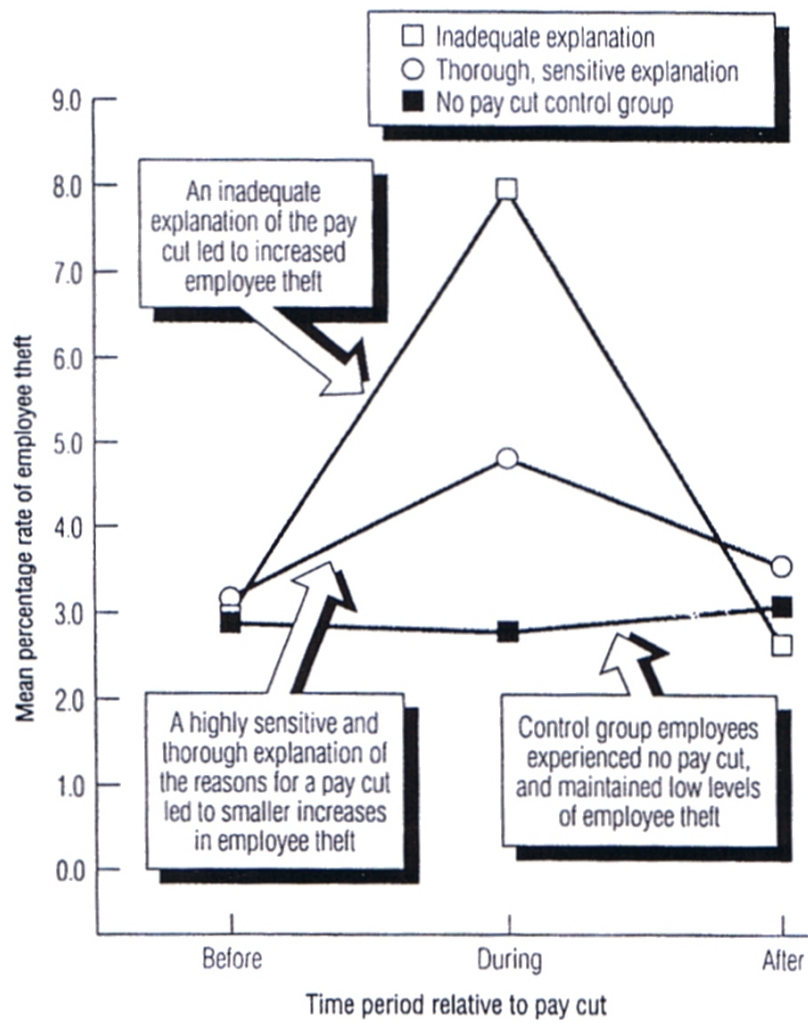 Inadequate explanation
Thorough, sensitive explanation
No pay cut control group
9.0
8.0
7.0
6.0
5.0
4.0
3.0
2.0
1.0
0.0
Mean percentage rate of employee theft
An inadequate
explanation of the pay
cut led to increased
employee theft
A highly sensitive and
thorough explanation of
the reasons for a pay cut
led to smaller increases
in employee theft
Control group employees
experienced no pay cut,
and maintained low levels
of employee theft
Before
During
After
Time period relative to pay cut